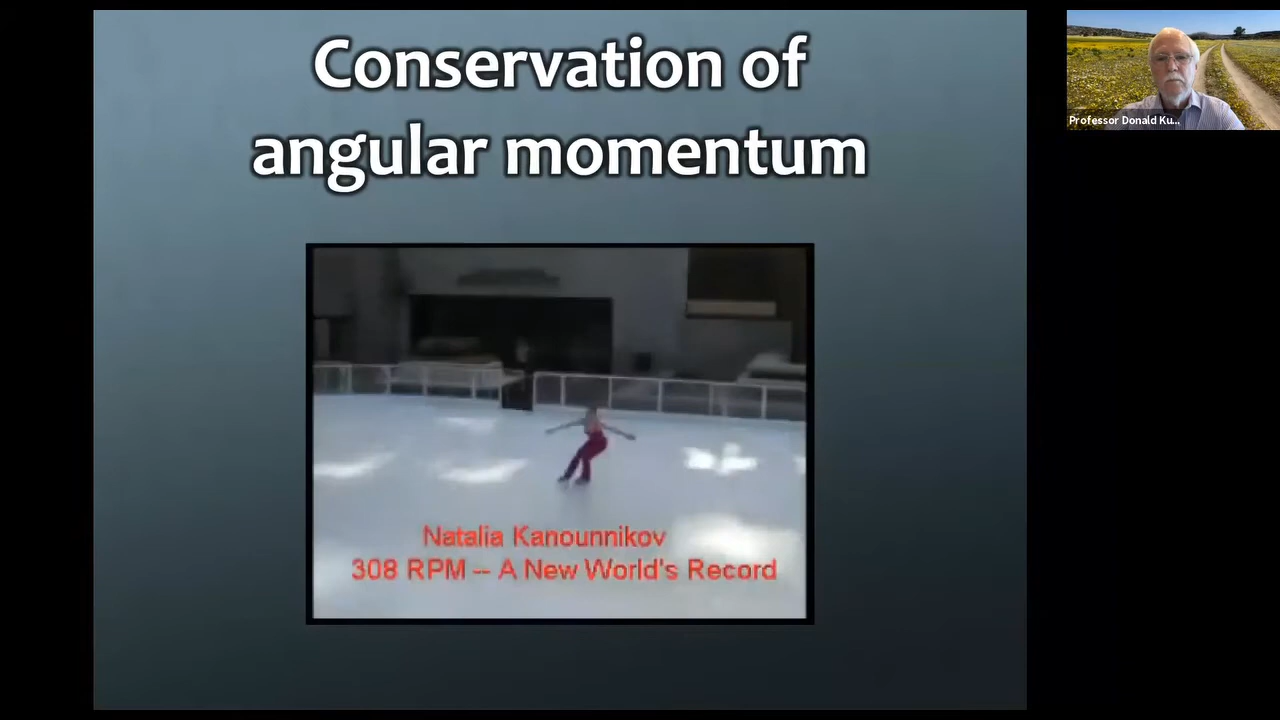 Conservation of
angular momentum
Natalia Kanounnikov
308 RPM -- A New World's Record
Professor Donald Ku...